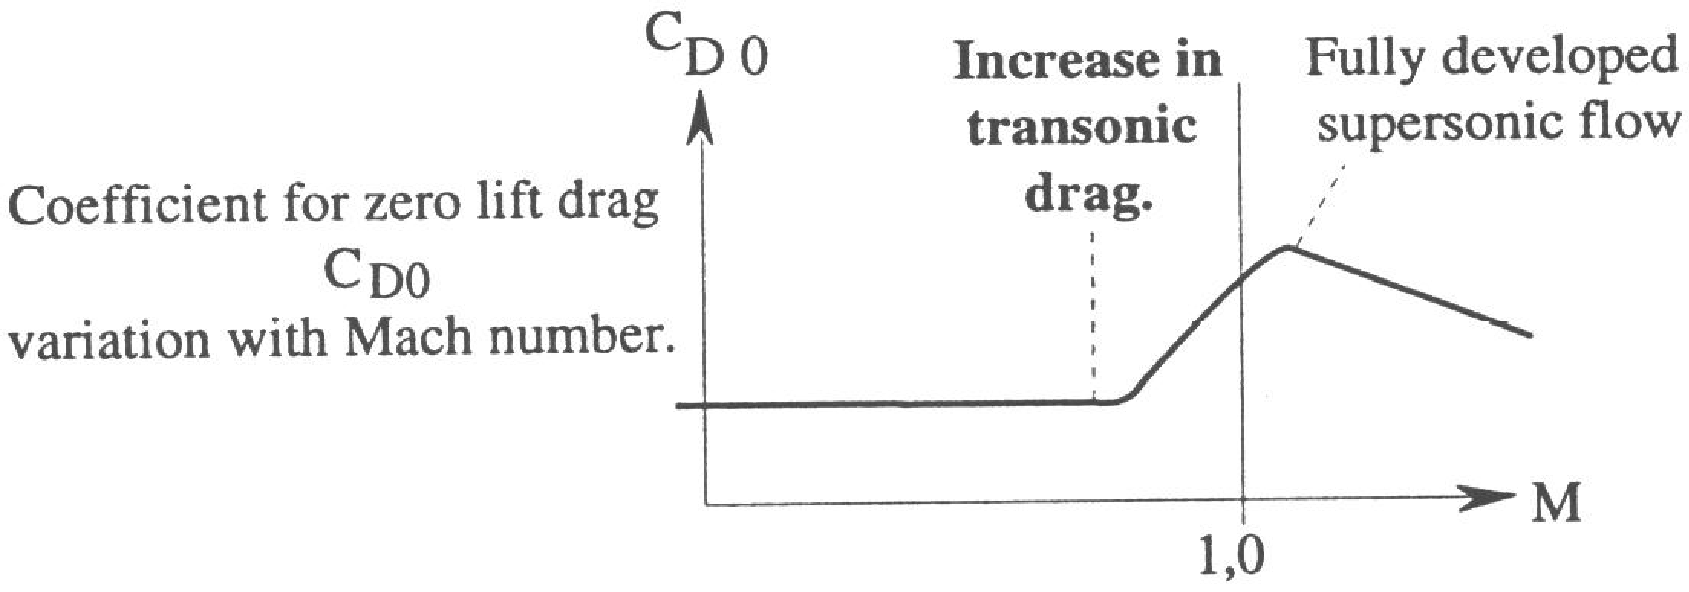 C D 0
Increase in
transonic
drag.
Fully developed
supersonic flow
Coefficient for zero lift drag
C D0
variation with Mach number.
M
1,0